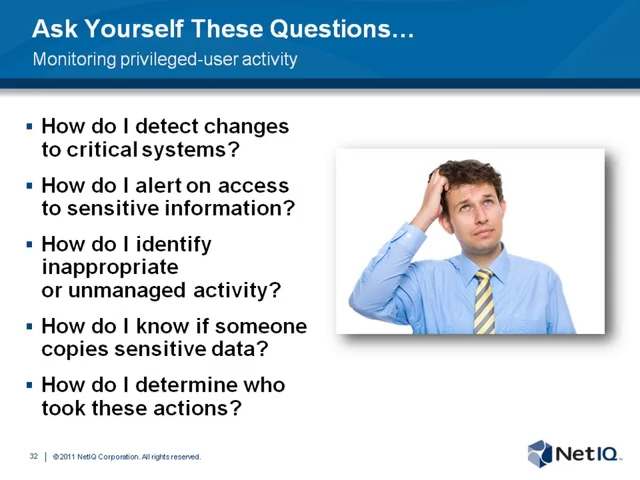 Ask Yourself These Questions…
Monitoring privileged-user activity
▪ How do I detect changes
to critical systems?
▪ How do I alert on access
to sensitive information?
▪ How do I identify
inappropriate
or unmanaged activity?
▪ How do I know if someone
copies sensitive data?
▪ How do I determine who
took these actions?
32 | © 2011 NetIQ Corporation. All rights reserved.
NetIQ™